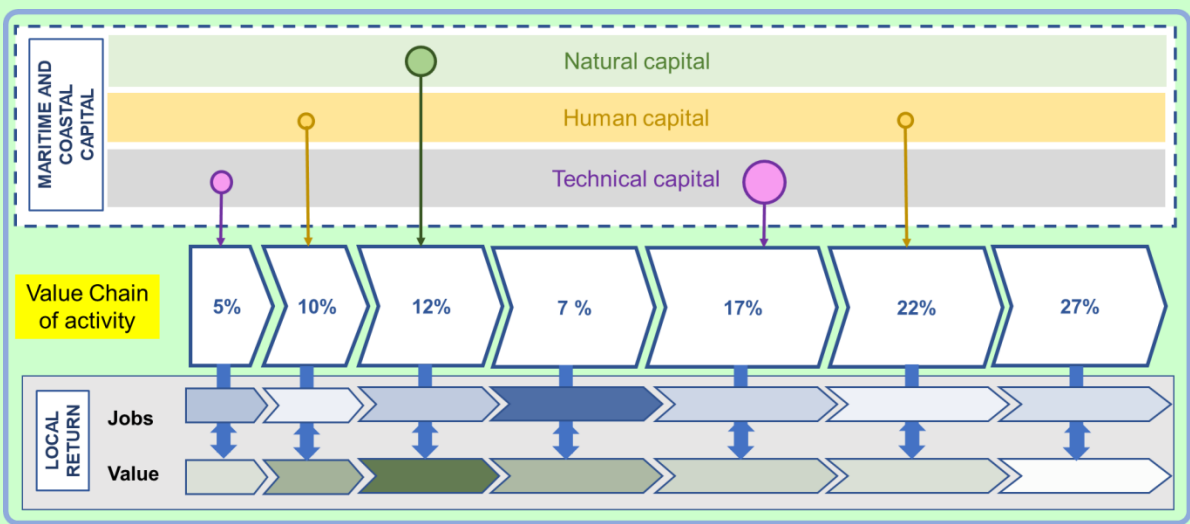 MARITIME AND
COASTAL
CAPITAL
Natural capital
Human capital
Technical capital
Value Chain
of activity
5%
10%
12%
7 %
17%
22%
27%
LOCAL
RETURN
Jobs
Value